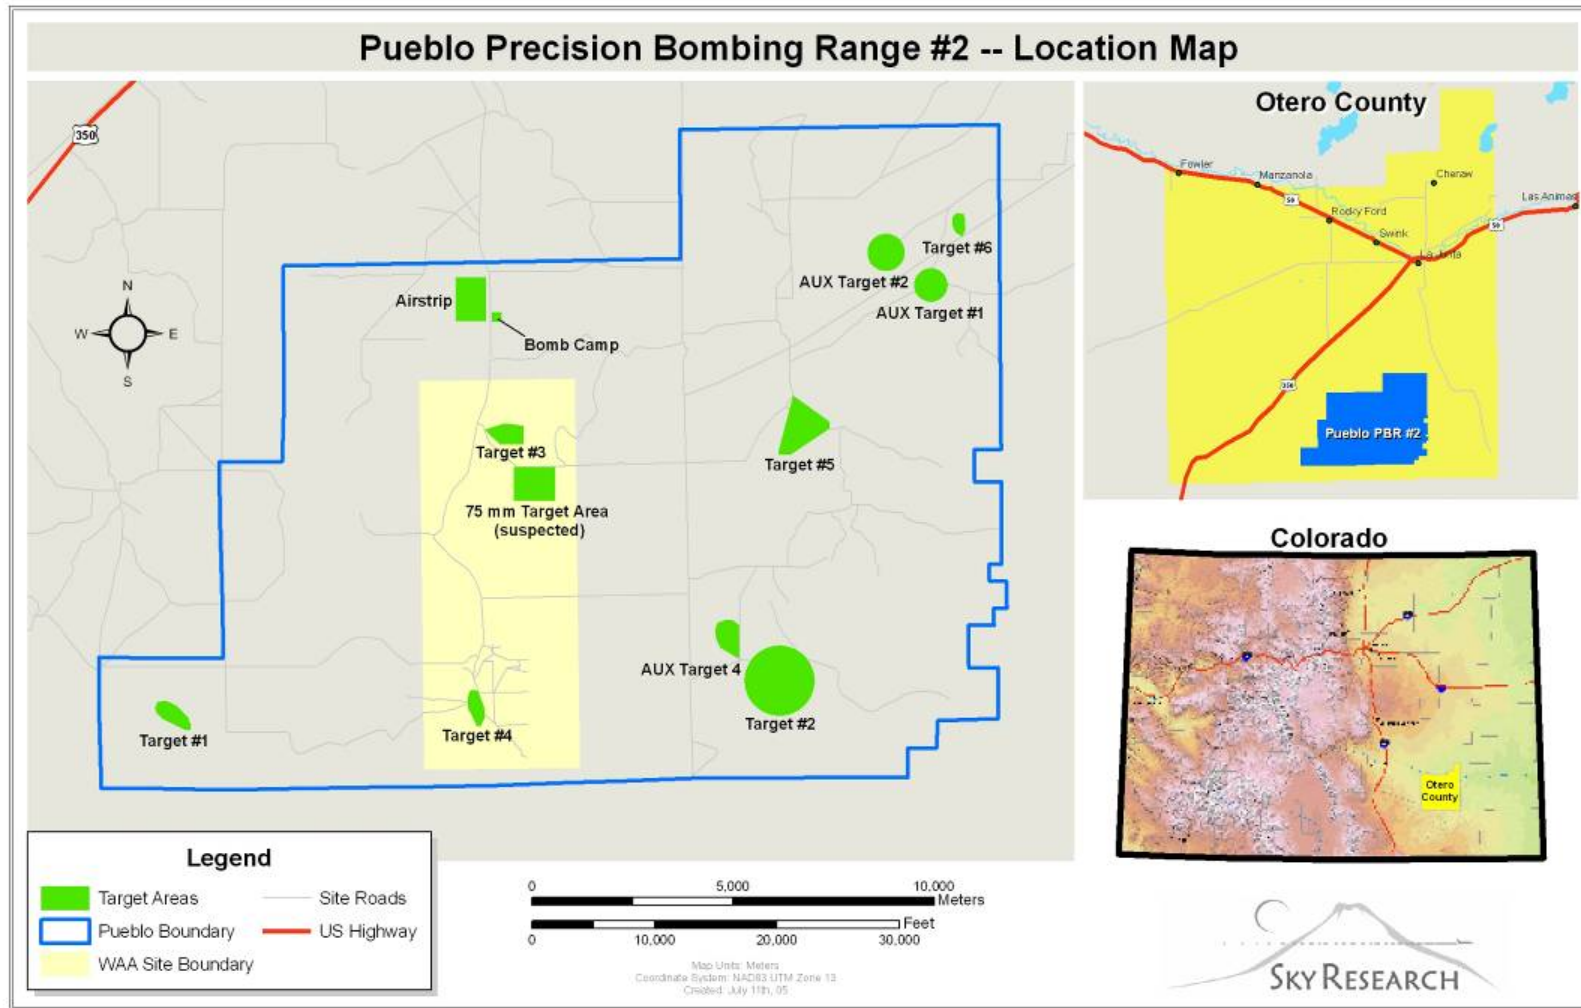 Pueblo Precision Bombing Range #2 -- Location Map
350
N
W
E
S
Airstrip
Bomb Camp
Target #6
AUX Target #2
AUX Target #1
Target #3
75 mm Target Area
(suspected)
Target #5
AUX Target 4
Target #2
Target #1
Target #4
Otero County
Fowler
Manzanola
Cheraw
Las Animas
50
Rocky Ford
50
Swink
La Junta
350
Pueblo PBR #2
Colorado
Otero
County
Legend
Target Areas
Site Roads
Pueblo Boundary
US Highway
WAA Site Boundary
0
5,000
10,000
Meters
Feet
0
10,000
20,000
30,000
Map Units: Meters
Coordinate System: NAD83 UTM Zone 13
Created: July 11th, 05
SKY RESEARCH